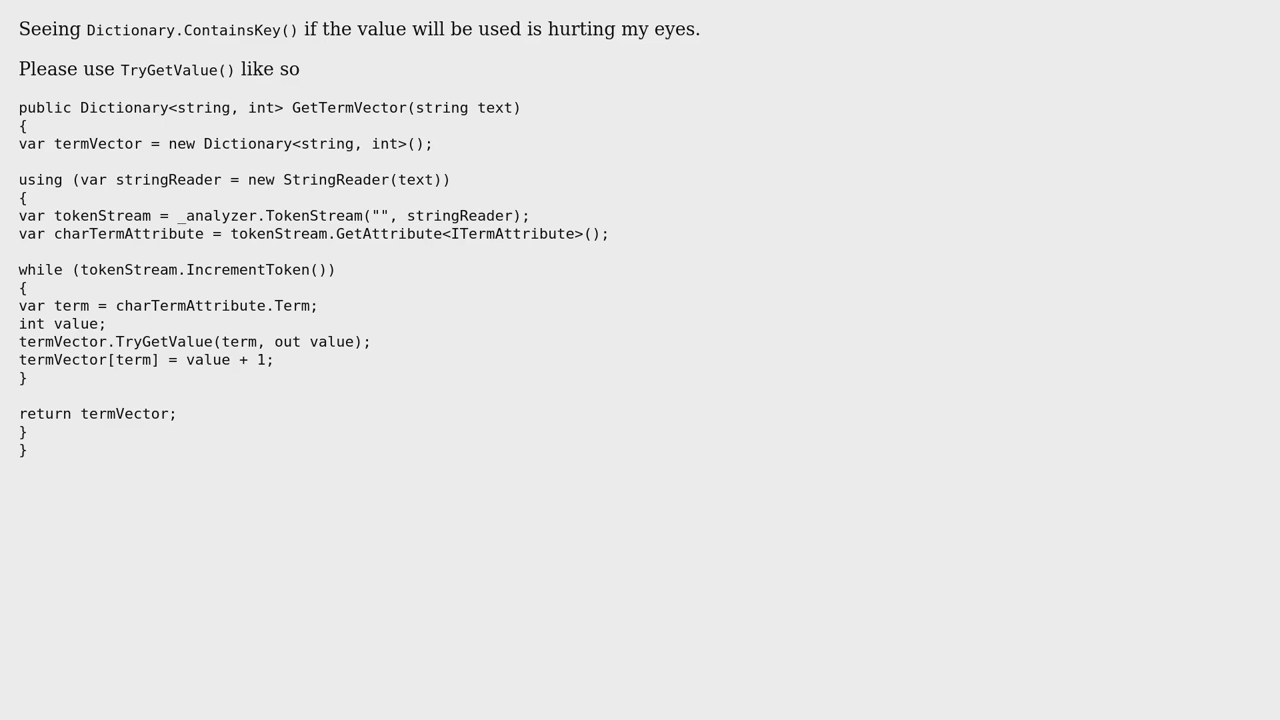 Seeing Dictionary.ContainsKey() if the value will be used is hurting my eyes.
Please use TryGetValue() like so
public Dictionary<string, int> GetTermVector(string text)
{
var termVector = new Dictionary<string, int>();
using (var stringReader = new StringReader(text))
{
var tokenStream = _analyzer.TokenStream("", stringReader);
var charTermAttribute = tokenStream.GetAttribute<ITermAttribute>();
while (tokenStream.IncrementToken())
{
var term = charTermAttribute.Term;
int value;
termVector.TryGetValue(term, out value);
termVector[term] = value + 1;
}
return termVector;
}
}